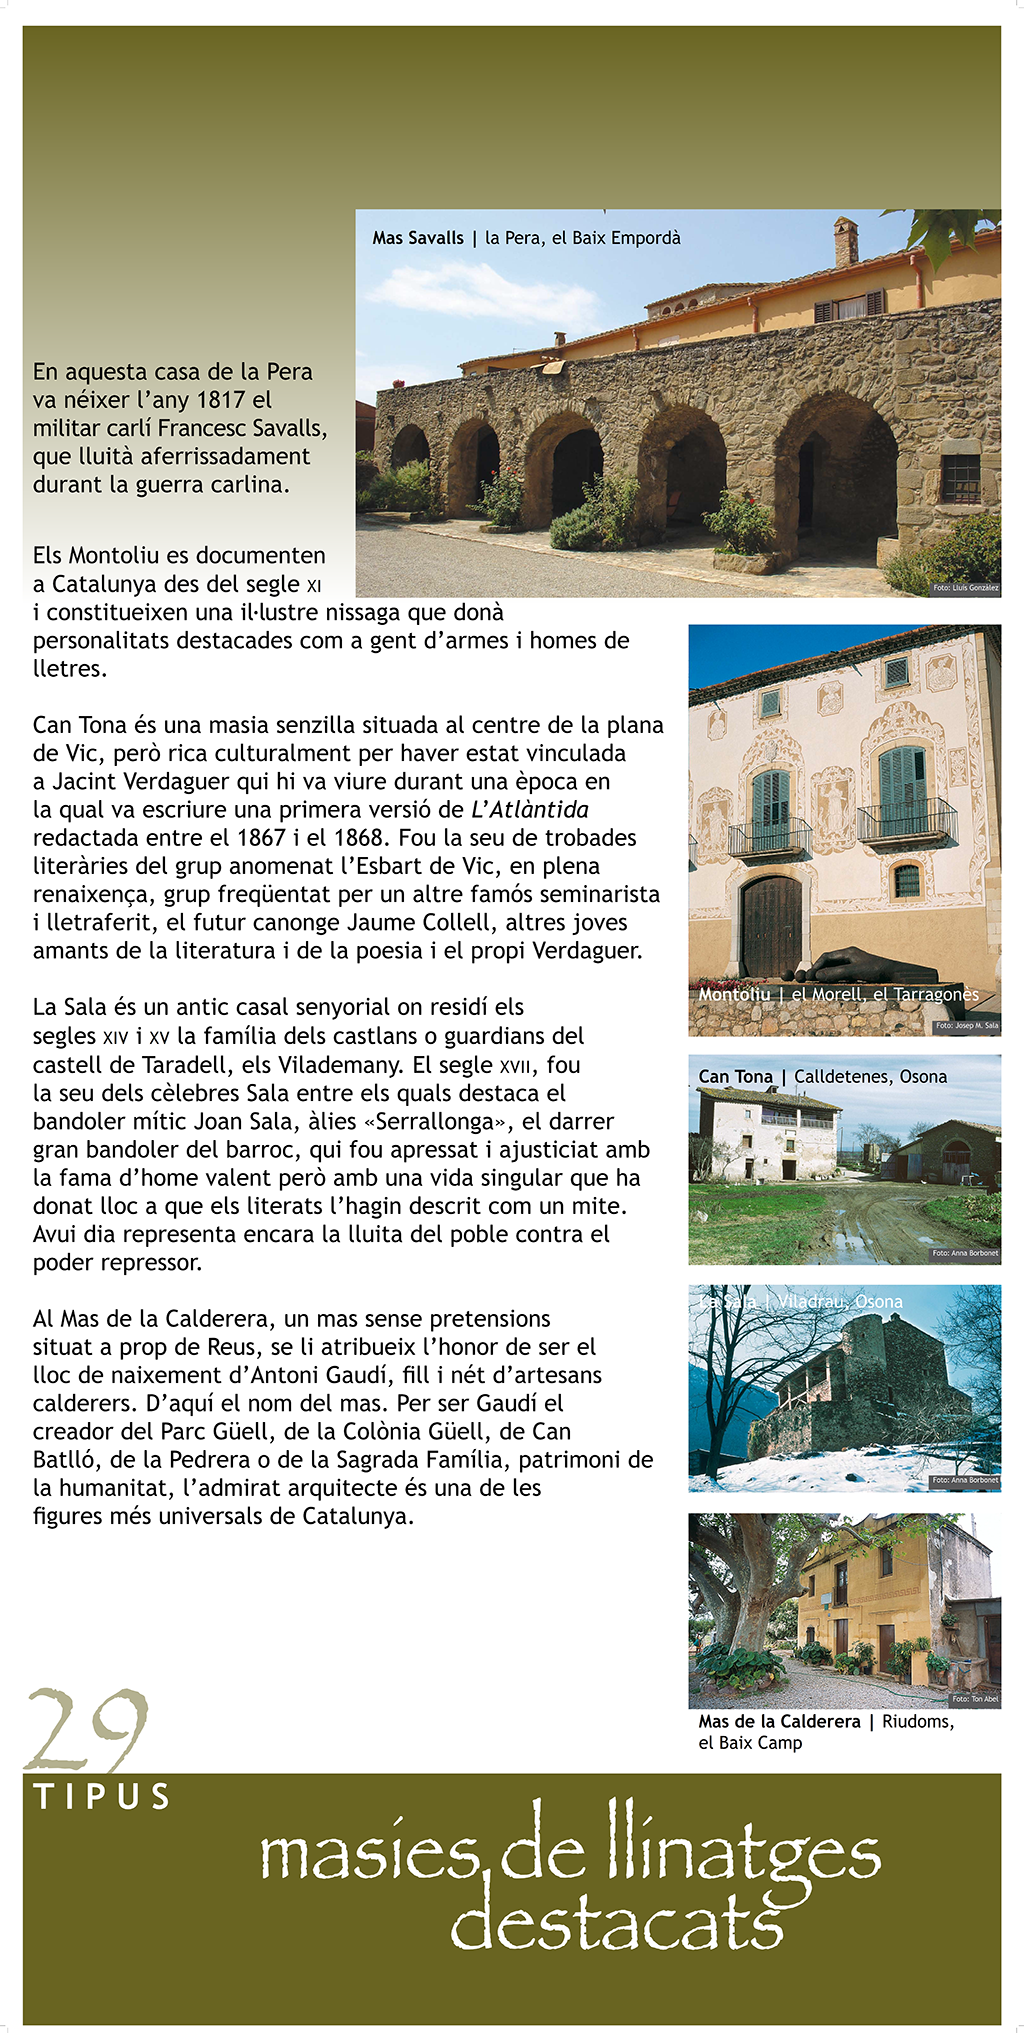 Mas Savalls | la Pera, el Baix Empordà
En aquesta casa de la Pera
va néixer l’any 1817 el
militar carlí Francesc Savalls,
que lluità aferrissadament
durant la guerra carlina.
Foto: Lluís González
Els Montoliu es documenten
a Catalunya des del segle XI
i constitueixen una il·lustre nissaga que donà
personalitats destacades com a gent d’armes i homes de
lletres.
Can Tona és una masia senzilla situada al centre de la plana
de Vic, però rica culturalment per haver estat vinculada
a Jacint Verdaguer qui hi va viure durant una època en
la qual va escriure una primera versió de L’Atlàntida
redactada entre el 1867 i el 1868. Fou la seu de trobades
literàries del grup anomenat l’Esbart de Vic, en plena
renaixença, grup freqüentat per un altre famós seminarista
i lletraferit, el futur canonge Jaume Collell, altres joves
amants de la literatura i de la poesia i el propi Verdaguer.
La Sala és un antic casal senyorial on residí els
segles XIV i XV la família dels castlans o guardians del
castell de Taradell, els Vilademany. El segle XVII, fou
la seu dels cèlebres Sala entre els quals destaca el
bandoler mític Joan Sala, àlies «Serrallonga», el darrer
gran bandoler del barroc, qui fou apressat i ajusticiat amb
la fama d’home valent però amb una vida singular que ha
donat lloc a que els literats l’hagin descrit com un mite.
Avui dia representa encara la lluita del poble contra el
poder repressor.
Al Mas de la Calderera, un mas sense pretensions
situat a prop de Reus, se li atribueix l’honor de ser el
lloc de naixement d’Antoni Gaudí, fill i nét d’artesans
calderers. D’aquí el nom del mas. Per ser Gaudí el
creador del Parc Güell, de la Colònia Güell, de Can
Batlló, de la Pedrera o de la Sagrada Família, patrimoni de
la humanitat, l’admirat arquitecte és una de les
figures més universals de Catalunya.
Montoliu | el Morell, el Tarragonès
Foto: Josep M. Sala
Can Tona | Calldetenes, Osona
Foto: Anna Borbonet
La Sala | Viladrau, Osona
Foto: Anna Borbonet
Foto: Ton Abel
Mas de la Calderera | Riudoms,
el Baix Camp
29
TIPUS
masies de llinatges
destacats